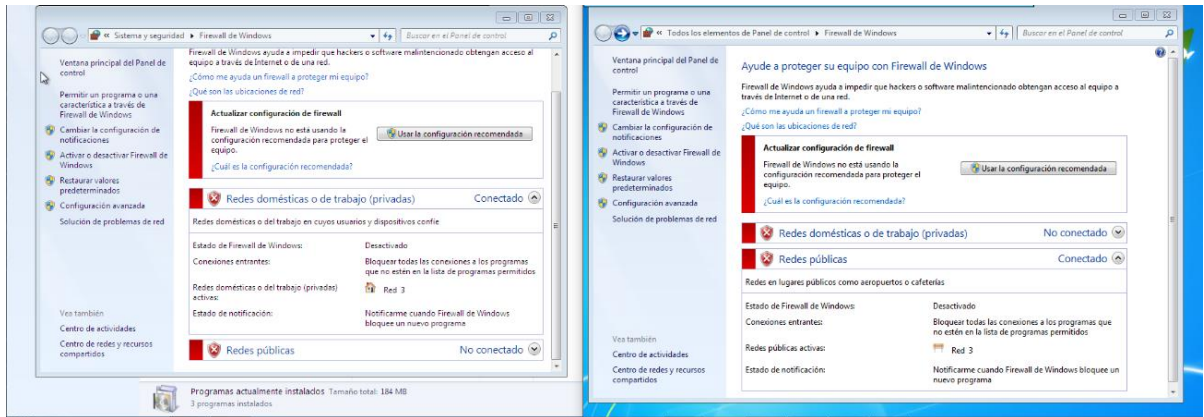 « Sistema y seguridad ▸ Firewall de Windows
Buscar en el Panel de control
Ventana principal del Panel de
control
Permitir un programa o una
característica a través de
Firewall de Windows
Cambiar la configuración de
notificaciones
Activar o desactivar Firewall de
Windows
Restaurar valores
predeterminados
Configuración avanzada
Solución de problemas de red
Vea también
Centro de actividades
Centro de redes y recursos
compartidos
Firewall de Windows ayuda a impedir que hackers o software malintencionado obtengan acceso al
equipo a través de Internet o de una red.
¿Cómo me ayuda un firewall a proteger mi equipo?
¿Qué son las ubicaciones de red?
Actualizar configuración de firewall
Firewall de Windows no está usando la
configuración recomendada para proteger el
equipo.
Usar la configuración recomendada
¿Cuál es la configuración recomendada?
Redes domésticas o de trabajo (privadas) Conectado
Redes domésticas o del trabajo en cuyos usuarios y dispositivos confíe
Estado de Firewall de Windows: Desactivado
Conexiones entrantes: Bloquear todas las conexiones a los programas
que no estén en la lista de programas permitidos
Redes domésticas o del trabajo (privadas) Red 3
activas:
Estado de notificación: Notificarme cuando Firewall de Windows
bloquee un nuevo programa
Redes públicas No conectado
Programas actualmente instalados Tamaño total: 184 MB
3 programas instalados
« Todos los elementos de Panel de control ▸ Firewall de Windows
Buscar en el Panel de control
Ventana principal del Panel de
control
Permitir un programa o una
característica a través de
Firewall de Windows
Cambiar la configuración de
notificaciones
Activar o desactivar Firewall de
Windows
Restaurar valores
predeterminados
Configuración avanzada
Solución de problemas de red
Vea también
Centro de actividades
Centro de redes y recursos
compartidos
Ayude a proteger su equipo con Firewall de Windows
Firewall de Windows ayuda a impedir que hackers o software malintencionado obtengan acceso al equipo a
través de Internet o de una red.
¿Cómo me ayuda un firewall a proteger mi equipo?
¿Qué son las ubicaciones de red?
Actualizar configuración de firewall
Firewall de Windows no está usando la
configuración recomendada para proteger el
equipo.
Usar la configuración recomendada
¿Cuál es la configuración recomendada?
Redes domésticas o de trabajo (privadas) No conectado
Redes públicas Conectado
Redes en lugares públicos como aeropuertos o cafeterías
Estado de Firewall de Windows: Desactivado
Conexiones entrantes: Bloquear todas las conexiones a los programas que
no estén en la lista de programas permitidos
Redes públicas activas: Red 3
Estado de notificación: Notificarme cuando Firewall de Windows bloquee un
nuevo programa